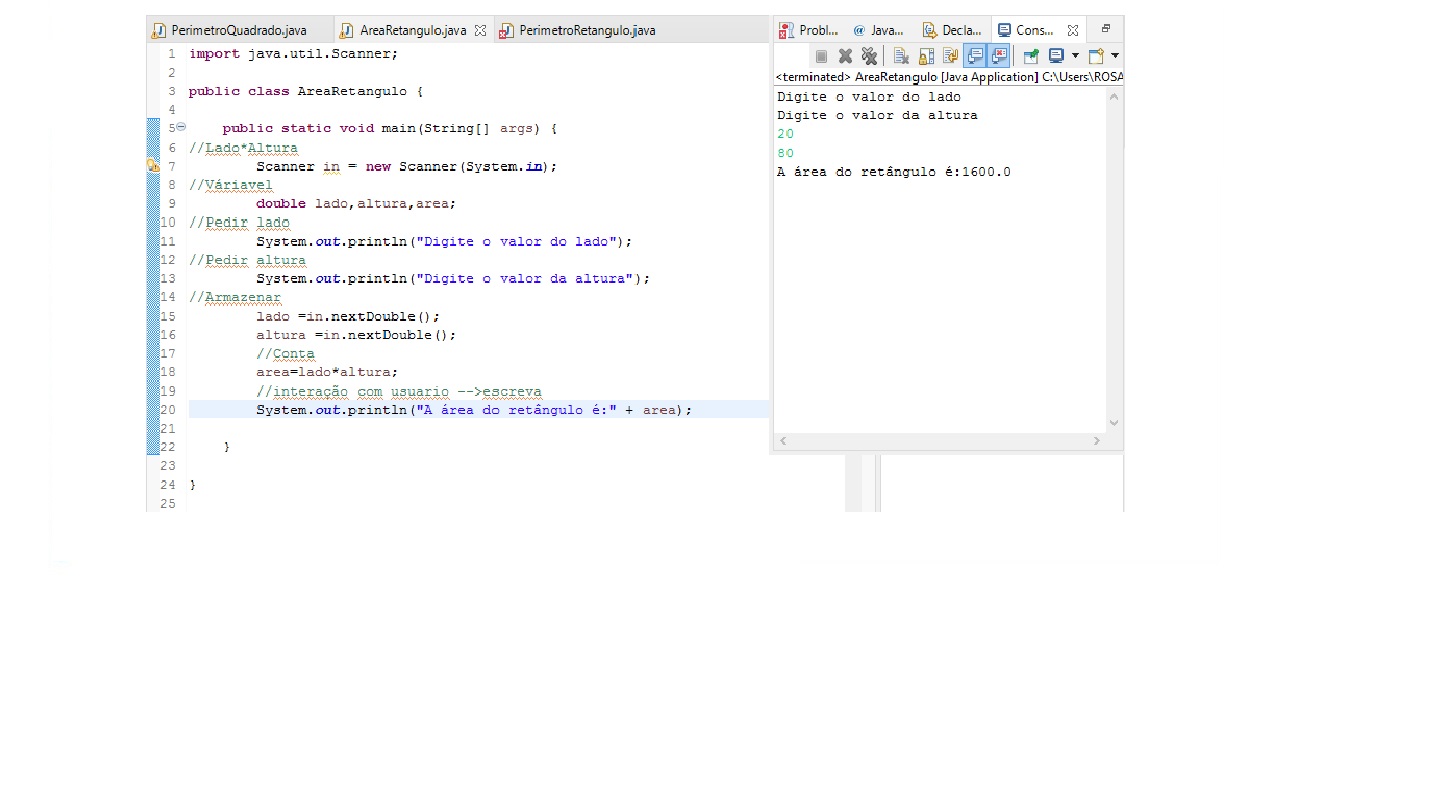 PerimetroQuadrado.java AreaRetangulo.java PerimetroRetangulo.java
1 import java.util.Scanner;
2
3 public class AreaRetangulo {
4
5 public static void main(String[] args) {
6 //Lado*Altura
7 Scanner in = new Scanner(System.in);
8 //Váriavel
9 double lado,altura,area;
10 //Pedir lado
11 System.out.println("Digite o valor do lado");
12 //Pedir altura
13 System.out.println("Digite o valor da altura");
14 //Armazenar
15 lado =in.nextDouble();
16 altura =in.nextDouble();
17 //Conta
18 area=lado*altura;
19 //interação com usuario -->escreva
20 System.out.println("A área do retângulo é:" + area);
21
22 }
23
24 }
25
Probl... @ Java... Decla... Cons...
<terminated> AreaRetangulo [Java Application] C:\Users\ROSA
Digite o valor do lado
Digite o valor da altura
20
80
A área do retângulo é:1600.0